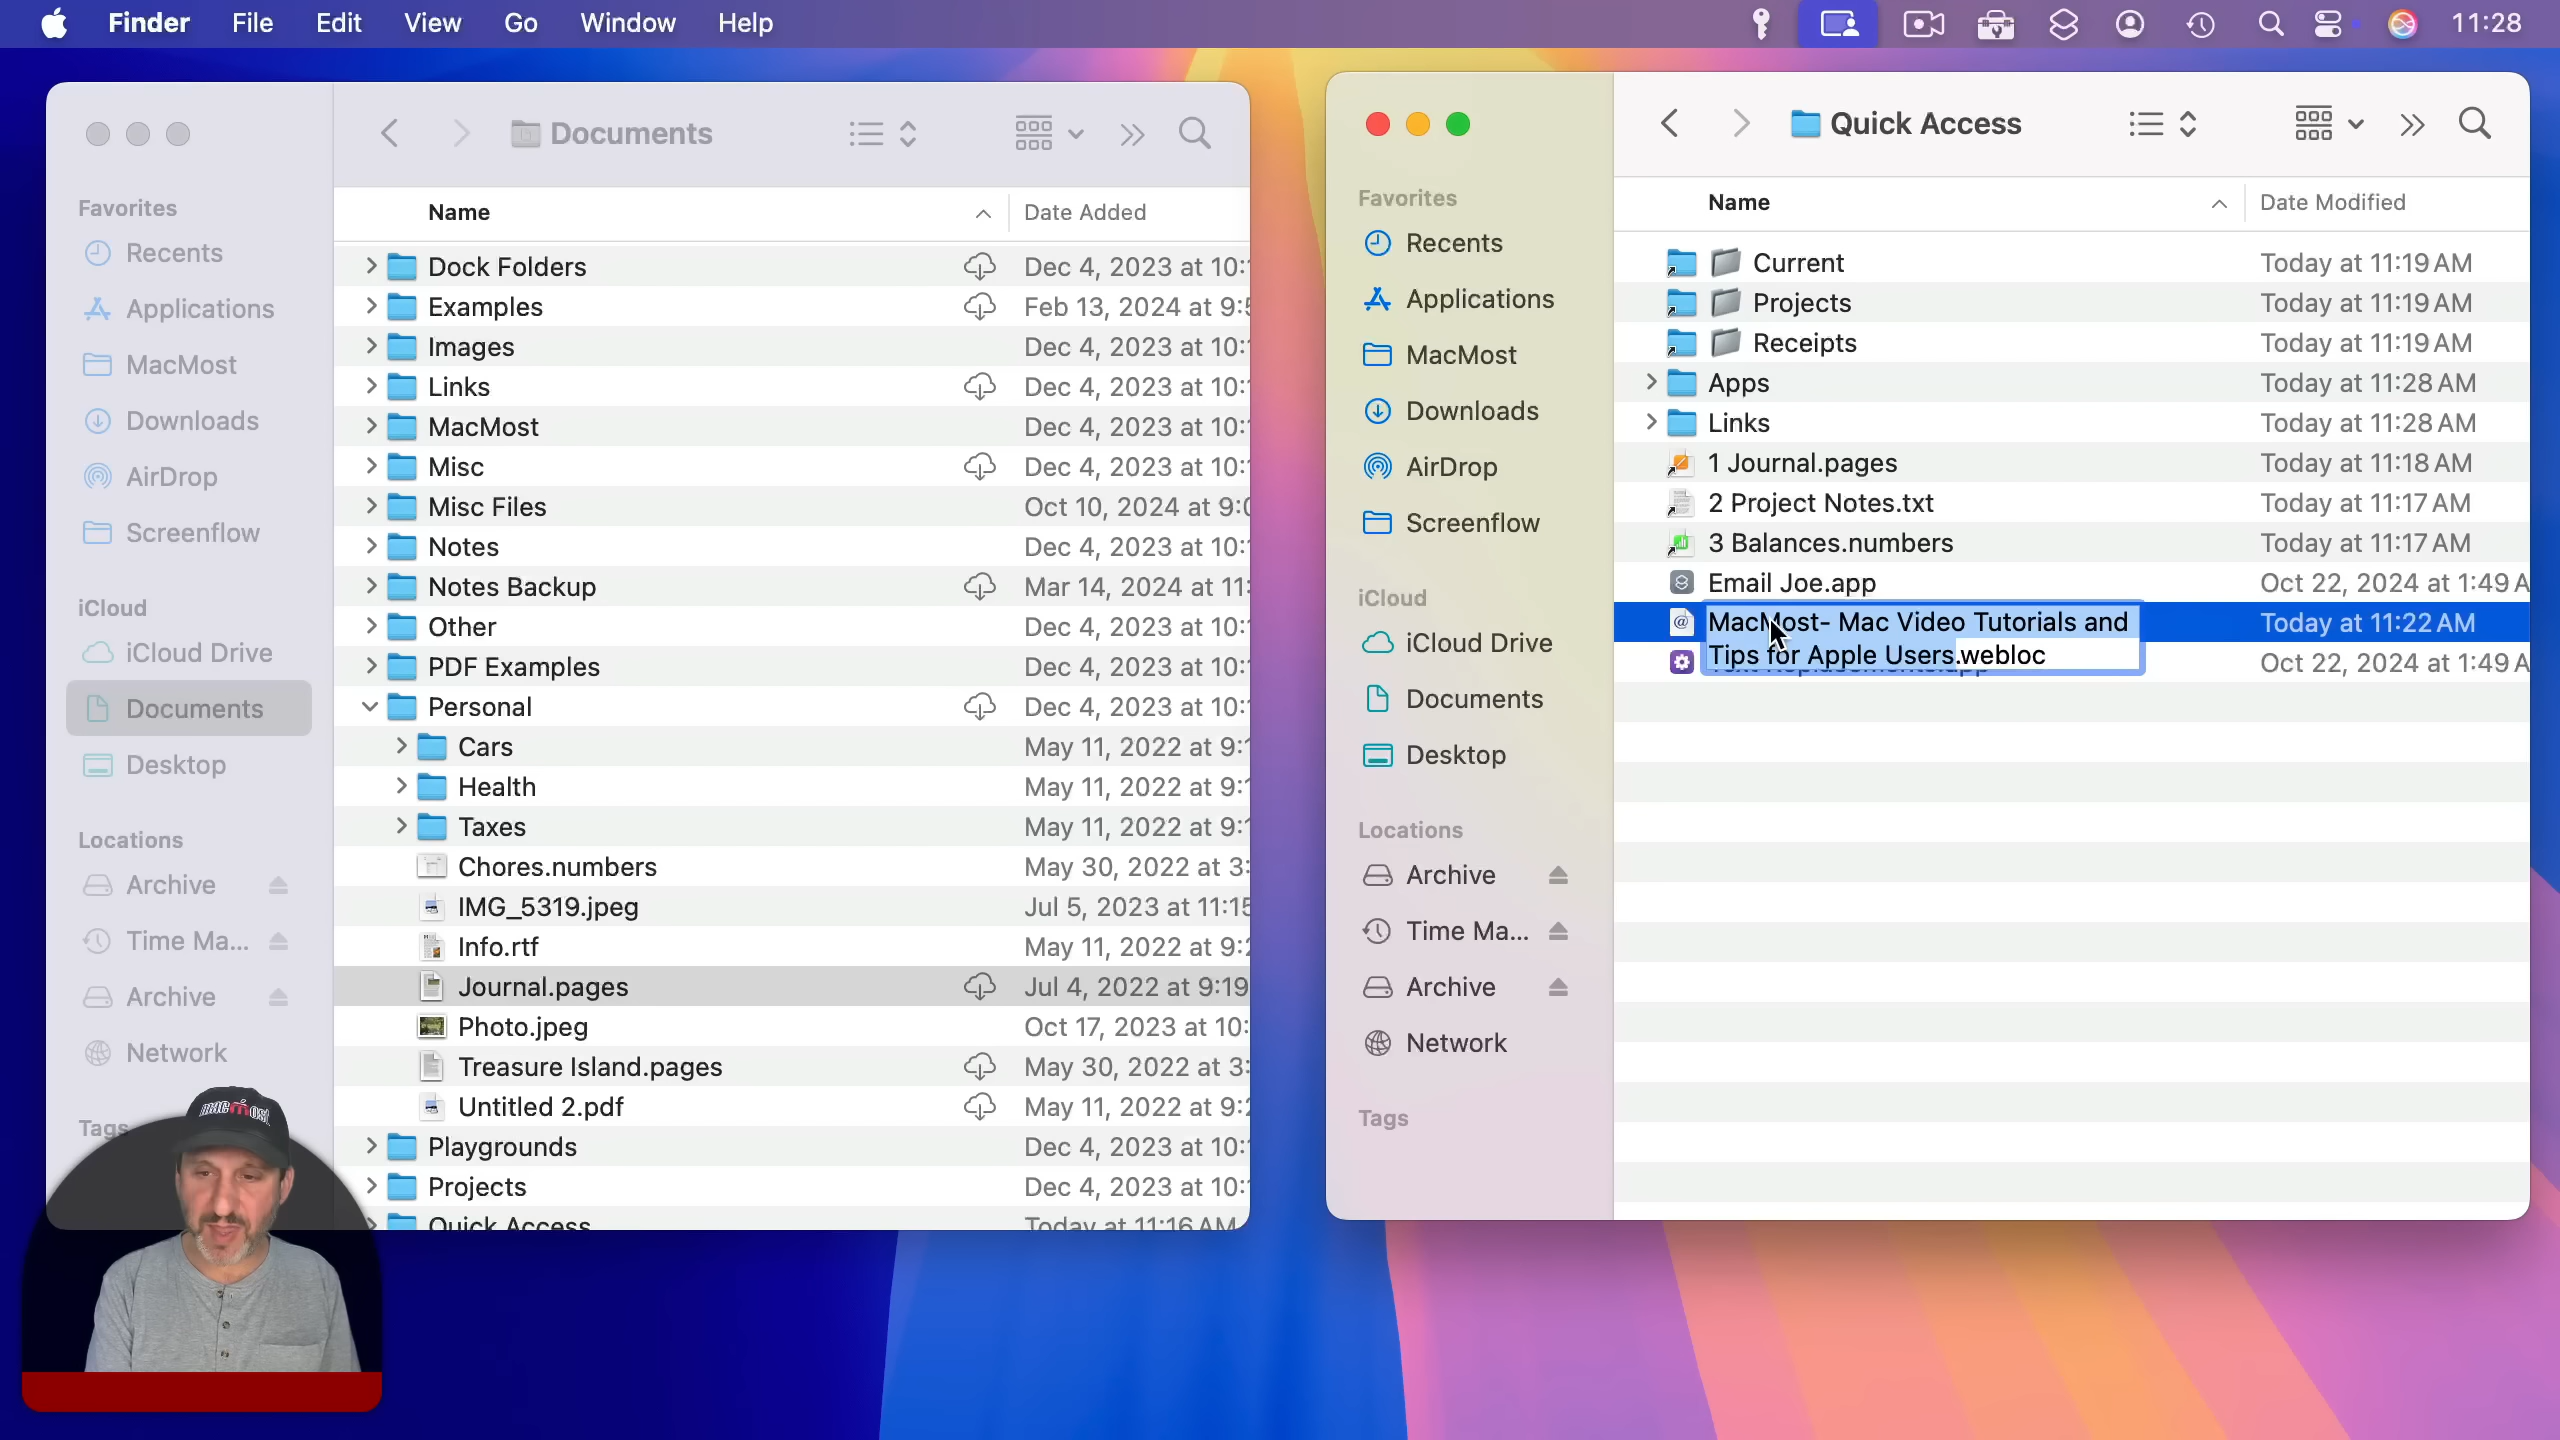 Finder File Edit View Go Window Help 11:28
Documents
Favorites
Recents
Applications
MacMost
Downloads
AirDrop
Screenflow
iCloud
iCloud Drive
Documents
Desktop
Locations
Archive
Time Ma...
Archive
Network
Tags
Name Date Added
Dock Folders Dec 4, 2023 at 10:
Examples Feb 13, 2024 at 9:5
Images Dec 4, 2023 at 10:
Links Dec 4, 2023 at 10:
MacMost Dec 4, 2023 at 10:
Misc Dec 4, 2023 at 10:
Misc Files Oct 10, 2024 at 9:0
Notes Dec 4, 2023 at 10:
Notes Backup Mar 14, 2024 at 11:
Other Dec 4, 2023 at 10:
PDF Examples Dec 4, 2023 at 10:
Personal Dec 4, 2023 at 10:
Cars May 11, 2022 at 9:
Health May 11, 2022 at 9:
Taxes May 11, 2022 at 9:
Chores.numbers May 30, 2022 at 3:
IMG_5319.jpeg Jul 5, 2023 at 11:15
Info.rtf May 11, 2022 at 9:2
Journal.pages Jul 4, 2022 at 9:19
Photo.jpeg Oct 17, 2023 at 10:
Treasure Island.pages May 30, 2022 at 3:
Untitled 2.pdf May 11, 2022 at 9:2
Playgrounds Dec 4, 2023 at 10:
Projects Dec 4, 2023 at 10:
Quick Access Today at 11:16 AM
macmost
Quick Access
Favorites
Recents
Applications
MacMost
Downloads
AirDrop
Screenflow
iCloud
iCloud Drive
Documents
Desktop
Locations
Archive
Time Ma...
Archive
Network
Tags
Name Date Modified
Current Today at 11:19 AM
Projects Today at 11:19 AM
Receipts Today at 11:19 AM
Apps Today at 11:28 AM
Links Today at 11:28 AM
1 Journal.pages Today at 11:18 AM
2 Project Notes.txt Today at 11:17 AM
3 Balances.numbers Today at 11:17 AM
Email Joe.app Oct 22, 2024 at 1:49 A
MacMost- Mac Video Tutorials and Today at 11:22 AM
Tips for Apple Users.webloc
Oct 22, 2024 at 1:49 A